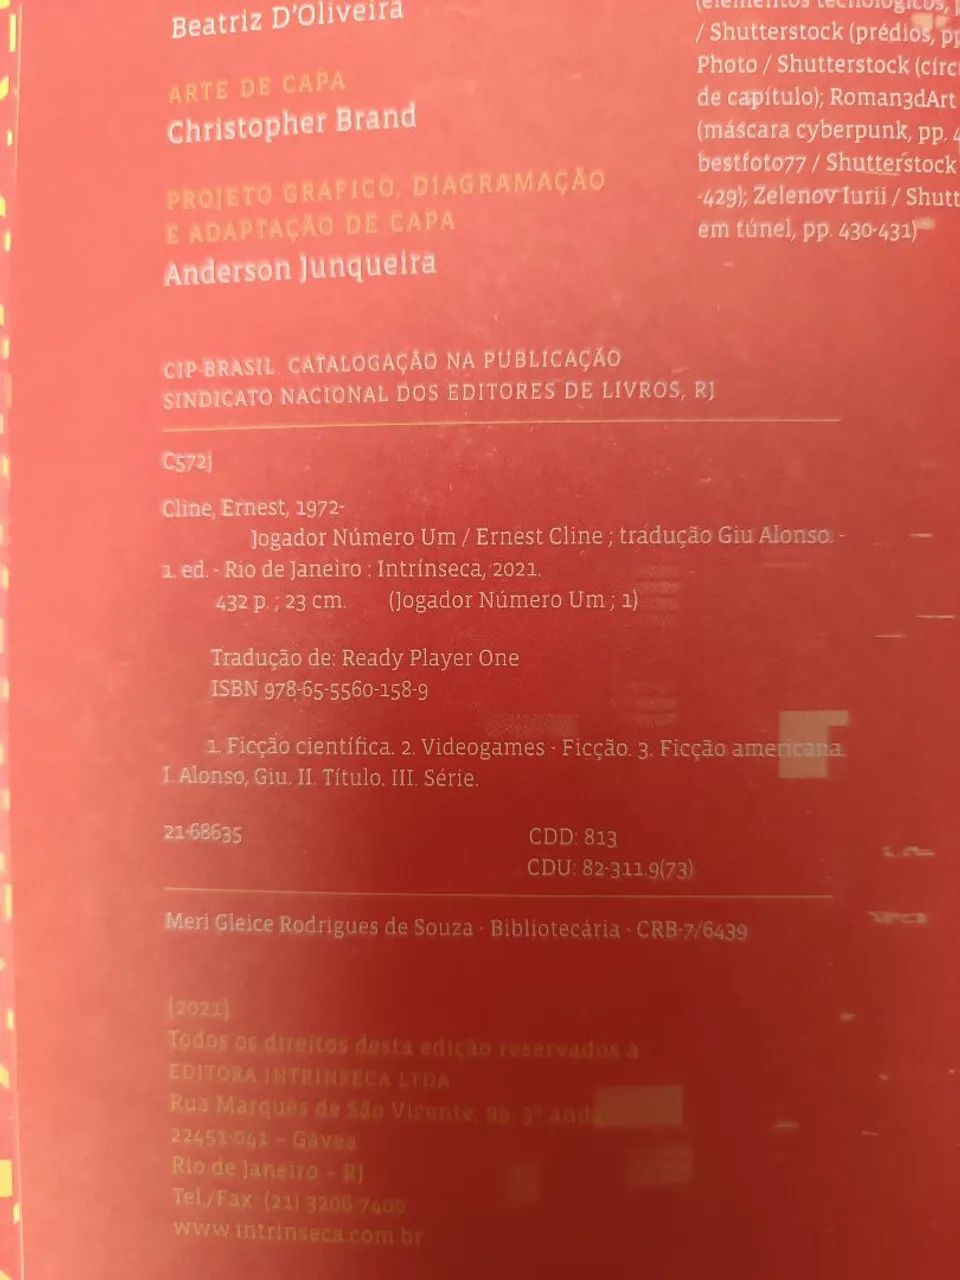 Beatriz D'Oliveira
ARTE DE CAPA
Christopher Brand
PROJETO GRÁFICO, DIAGRAMAÇÃO
E ADAPTAÇÃO DE CAPA
Anderson Junqueira
(elementos tecnológicos, p
/ Shutterstock (prédios, pp
Photo / Shutterstock (círc
de capítulo); Roman3dArt
(máscara cyberpunk, pp. 4
bestfoto77 / Shutterstock
-429); Zelenov Iurii / Shutt
em túnel, pp. 430-431)
CIP-BRASIL. CATALOGAÇÃO NA PUBLICAÇÃO
SINDICATO NACIONAL DOS EDITORES DE LIVROS, RJ
C572j
Cline, Ernest, 1972-
Jogador Número Um / Ernest Cline ; tradução Giu Alonso. -
1. ed. - Rio de Janeiro : Intrínseca, 2021.
432 p. ; 23 cm. (Jogador Número Um ; 1)
Tradução de: Ready Player One
ISBN 978-65-5560-158-9
1. Ficção científica. 2. Videogames - Ficção. 3. Ficção americana.
I. Alonso, Giu. II. Título. III. Série.
21-68635
CDD: 813
CDU: 82-311.9(73)
Meri Gleice Rodrigues de Souza - Bibliotecária - CRB-7/6439
[2021]
Todos os direitos desta edição reservados à
EDITORA INTRÍNSECA LTDA
Rua Marquês de São Vicente, 99, 3º anda
22451-041 – Gávea
Rio de Janeiro – RJ
Tel./Fax: (21) 3206-7400
www.intrinseca.com.br